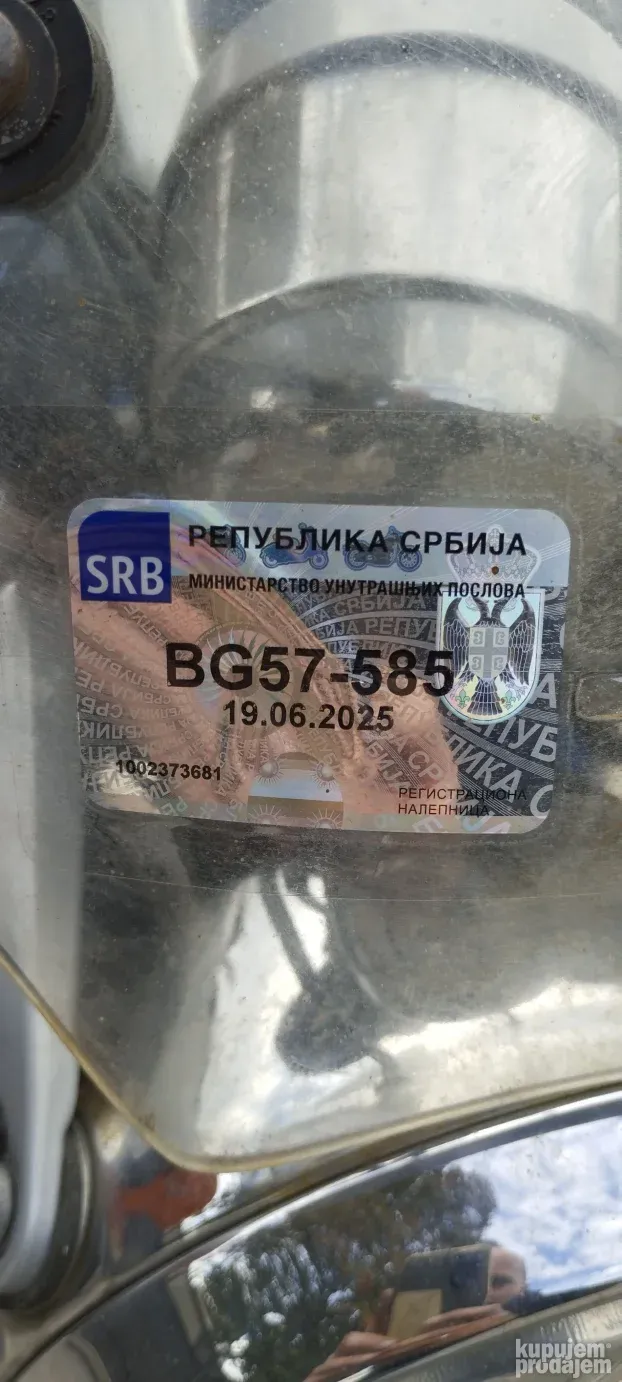 SRB
РЕПУБЛИКА СРБИЈА
МИНИСТАРСТВО УНУТРАШЊИХ ПОСЛОВА
BG57-585
19.06.2025
1002373681
РЕГИСТРАЦИОНА
НАЛЕПНИЦА
kupujem
prodajem